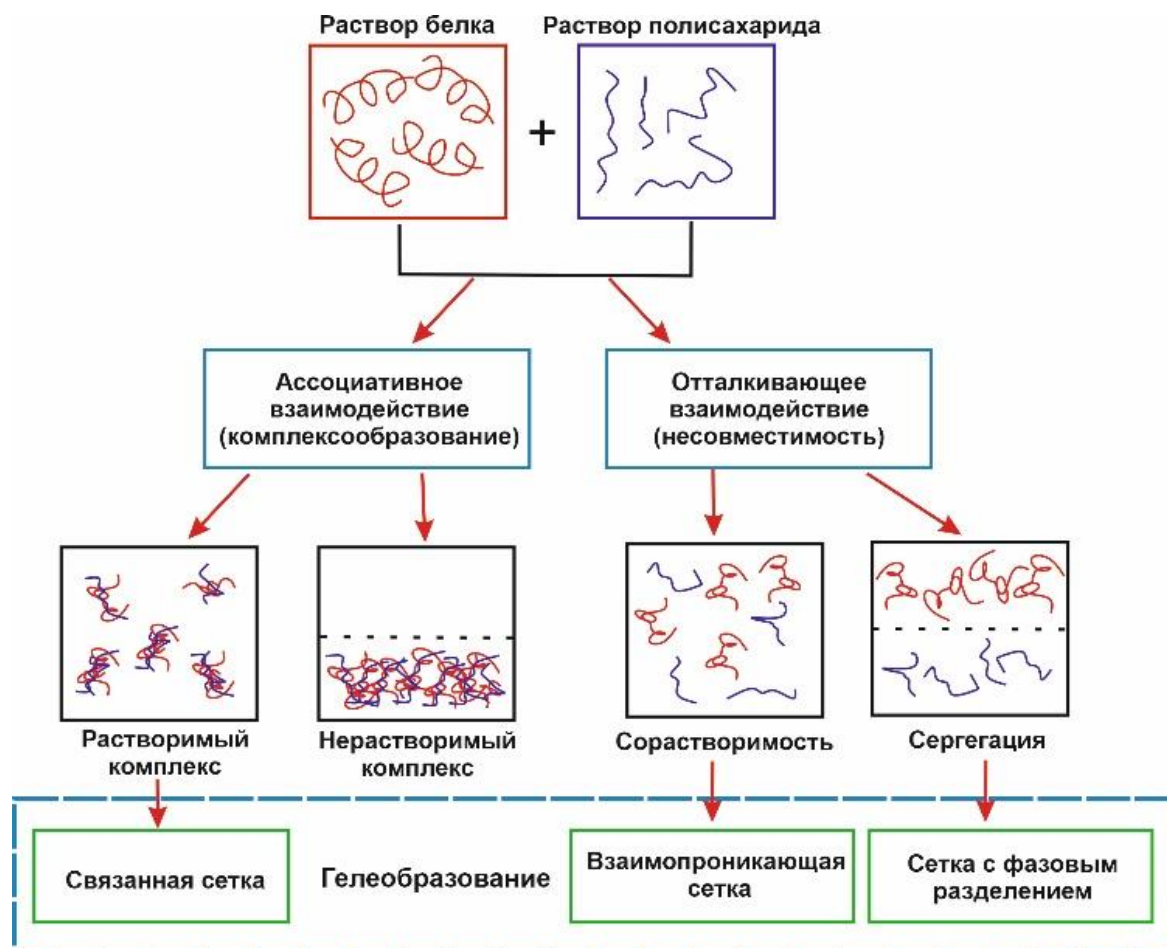 Раствор белка
Раствор полисахарида
+
Ассоциативное
взаимодействие
(комплексообразование)
Отталкивающее
взаимодействие
(несовместимость)
Растворимый
комплекс
Нерастворимый
комплекс
Сорастворимость
Сергегация
Связанная сетка
Гелеобразование
Взаимопроникающая
сетка
Сетка с фазовым
разделением